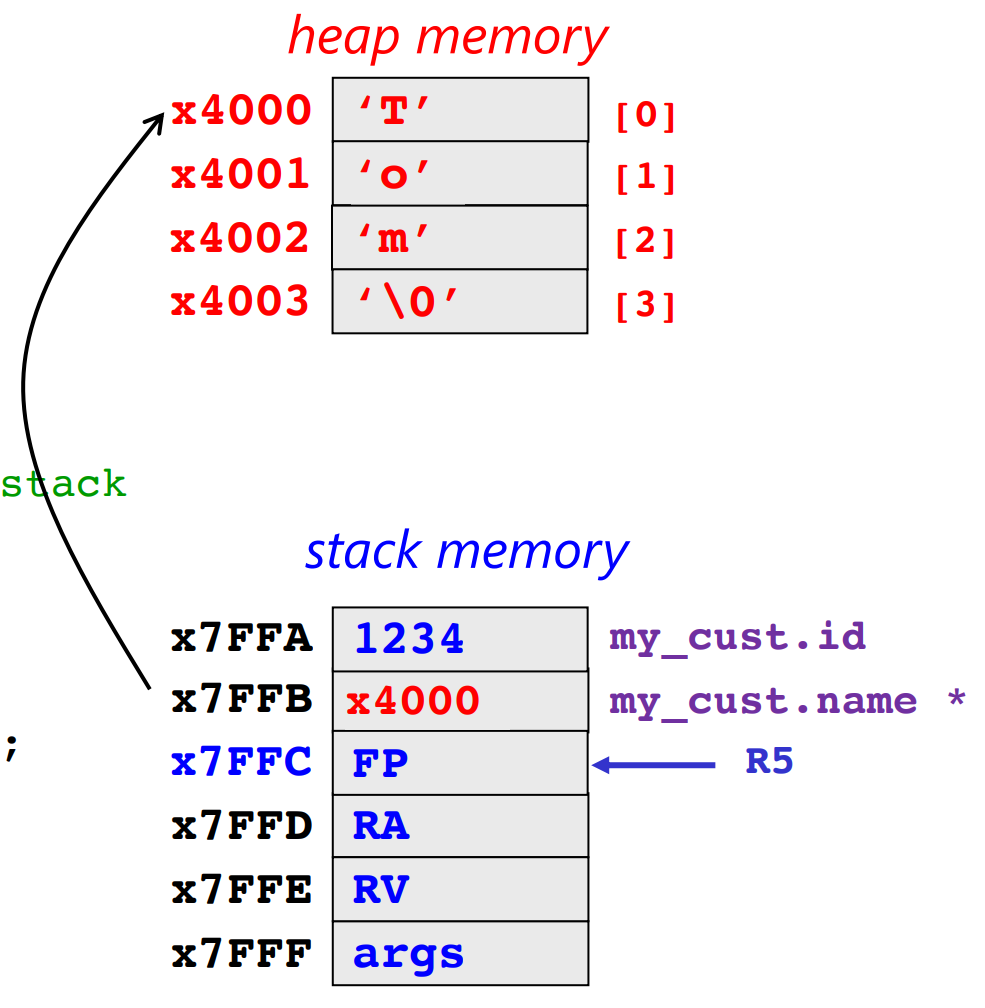 heap memory
x4000 ‘T’ [0]
x4001 ‘o’ [1]
x4002 ‘m’ [2]
x4003 ‘\0’ [3]
stack
stack memory
x7FFA 1234 my_cust.id
x7FFB x4000 my_cust.name *
;
x7FFC FP R5
x7FFD RA
x7FFE RV
x7FFF args